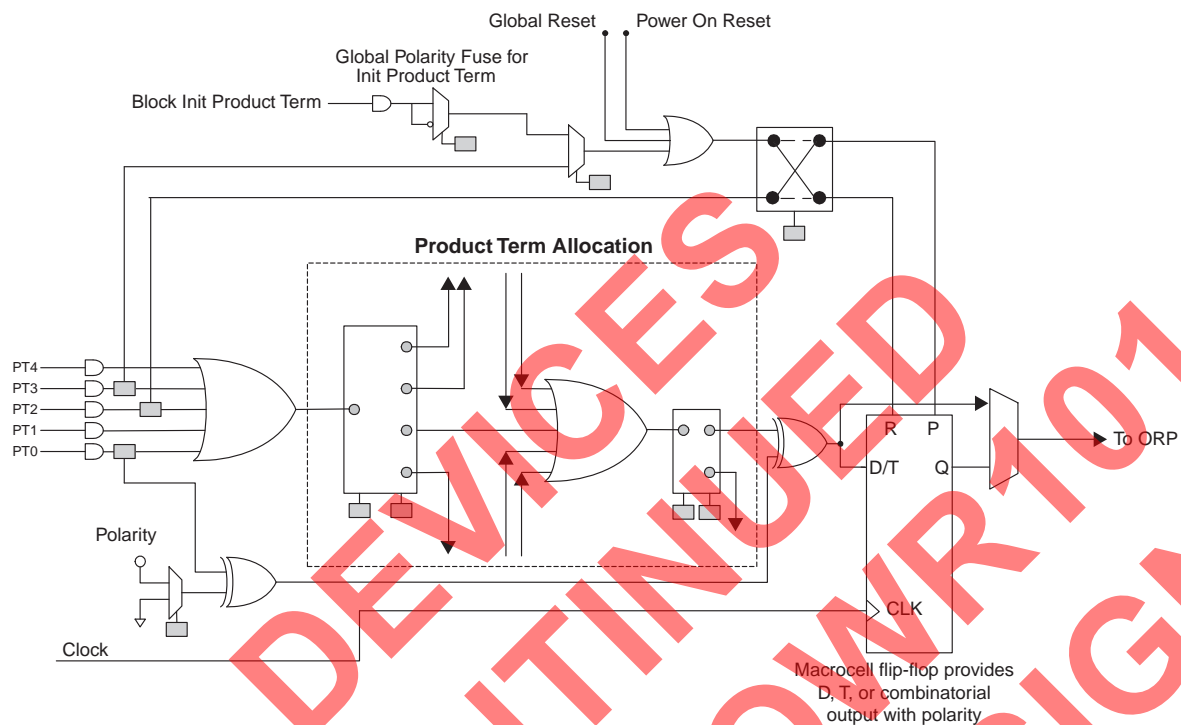 Global Reset Power On Reset
Global Polarity Fuse for
Init Product Term
Block Init Product Term
Product Term Allocation
PT4
PT3
PT2
PT1
PT0
R P
D/T Q
To ORP
Polarity
CLK
Clock
Macrocell flip-flop provides
D, T, or combinatorial
output with polarity
DEVICES